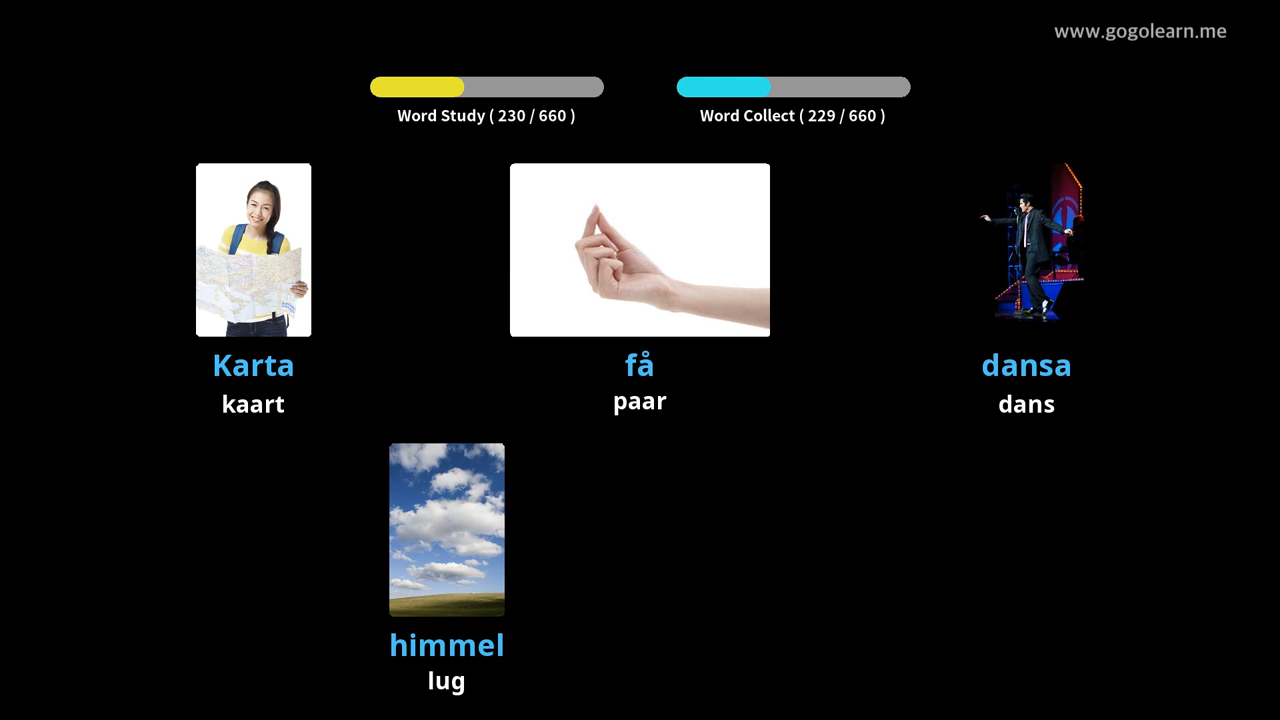 www.gogolearn.me
Word Study ( 230 / 660 )
Word Collect ( 229 / 660 )
Karta
kaart
få
paar
dansa
dans
himmel
lug